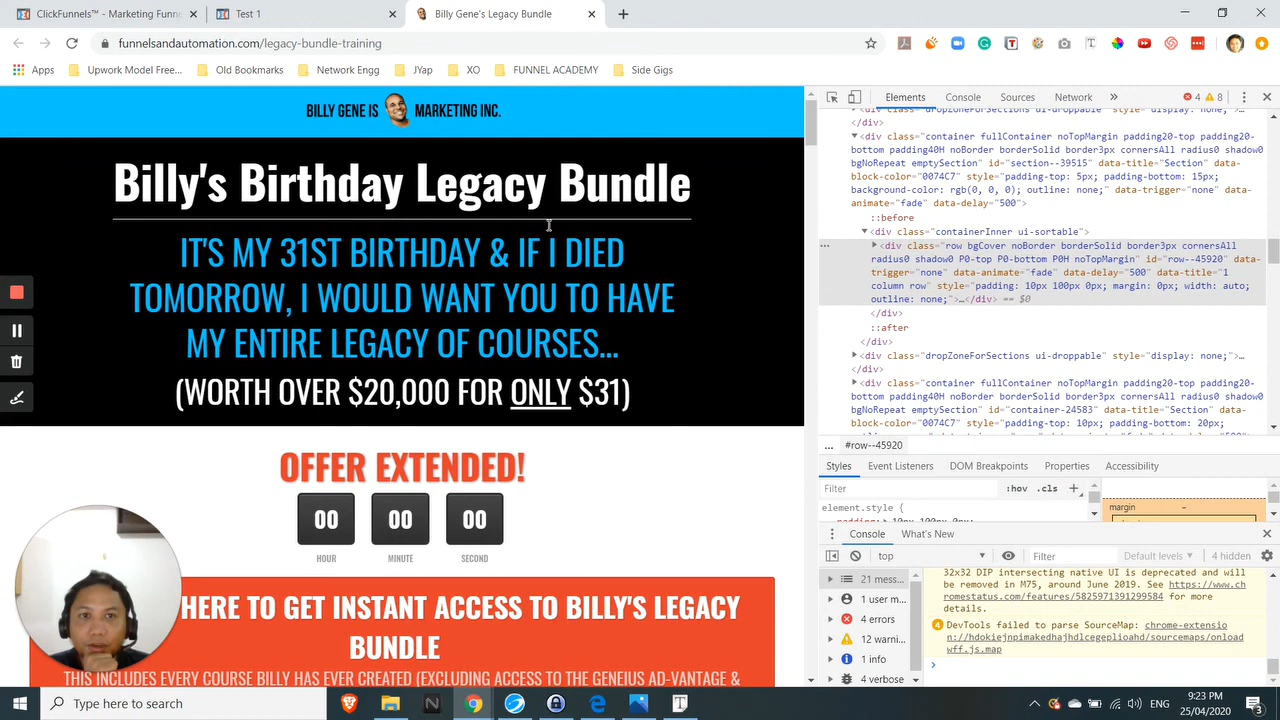 ClickFunnels™ - Marketing Funn
Test 1
Billy Gene's Legacy Bundle
funnelsandautomation.com/legacy-bundle-training
Apps
Upwork Model Free...
Old Bookmarks
Network Engg
JYap
XO
FUNNEL ACADEMY
Side Gigs
BILLY GENE IS MARKETING INC.
Billy's Birthday Legacy Bundle
IT'S MY 31ST BIRTHDAY & IF I DIED
TOMORROW, I WOULD WANT YOU TO HAVE
MY ENTIRE LEGACY OF COURSES...
(WORTH OVER $20,000 FOR ONLY $31)
OFFER EXTENDED!
00 00 00
HOUR MINUTE SECOND
HERE TO GET INSTANT ACCESS TO BILLY'S LEGACY
BUNDLE
THIS INCLUDES EVERY COURSE BILLY HAS EVER CREATED (EXCLUDING ACCESS TO THE GENEIUS AD-VANTAGE &
Elements Console Sources Network » 4 8
</div>
<div class="container fullContainer noTopMargin padding20-top padding20-
bottom padding40H noBorder borderSolid border3px cornersAll radius0 shadow0
bgNoRepeat emptySection" id="section--39515" data-title="Section" data-
block-color="0074C7" style="padding-top: 5px; padding-bottom: 15px;
background-color: rgb(0, 0, 0); outline: none;" data-trigger="none" data-
animate="fade" data-delay="500">
::before
<div class="containerInner ui-sortable">
<div class="row bgCover noBorder borderSolid border3px cornersAll
radius0 shadow0 P0-top P0-bottom P0H noTopMargin" id="row--45920" data-
trigger="none" data-animate="fade" data-delay="500" data-title="1
column row" style="padding: 10px 100px 0px; margin: 0px; width: auto;
outline: none;">…</div> == $0
</div>
::after
</div>
<div class="dropZoneForSections ui-droppable" style="display: none;">…
</div>
<div class="container fullContainer noTopMargin padding20-top padding20-
bottom padding40H noBorder borderSolid border3px cornersAll radius0 shadow0
bgNoRepeat emptySection" id="container-24583" data-title="Section"
data-block-color="0074C7" style="padding-top: 10px; padding-bottom: 20px;
... #row--45920
Styles Event Listeners DOM Breakpoints Properties Accessibility
Filter :hov .cls +
element.style {
margin -
Console What's New
top Filter Default levels 4 hidden
21 mess...
1 user m...
4 errors
12 warni...
1 info
4 verbose
32x32 DIP intersecting native UI is deprecated and will
be removed in M75, around June 2019. See https://www.ch
romestatus.com/features/5825971391299584 for more
details.
4 DevTools failed to parse SourceMap: chrome-extensio
n://hdokiejnpimakedhajhdlcegeplioahd/sourcemaps/onload
wff.js.map
Type here to search
ENG
9:23 PM
25/04/2020
3